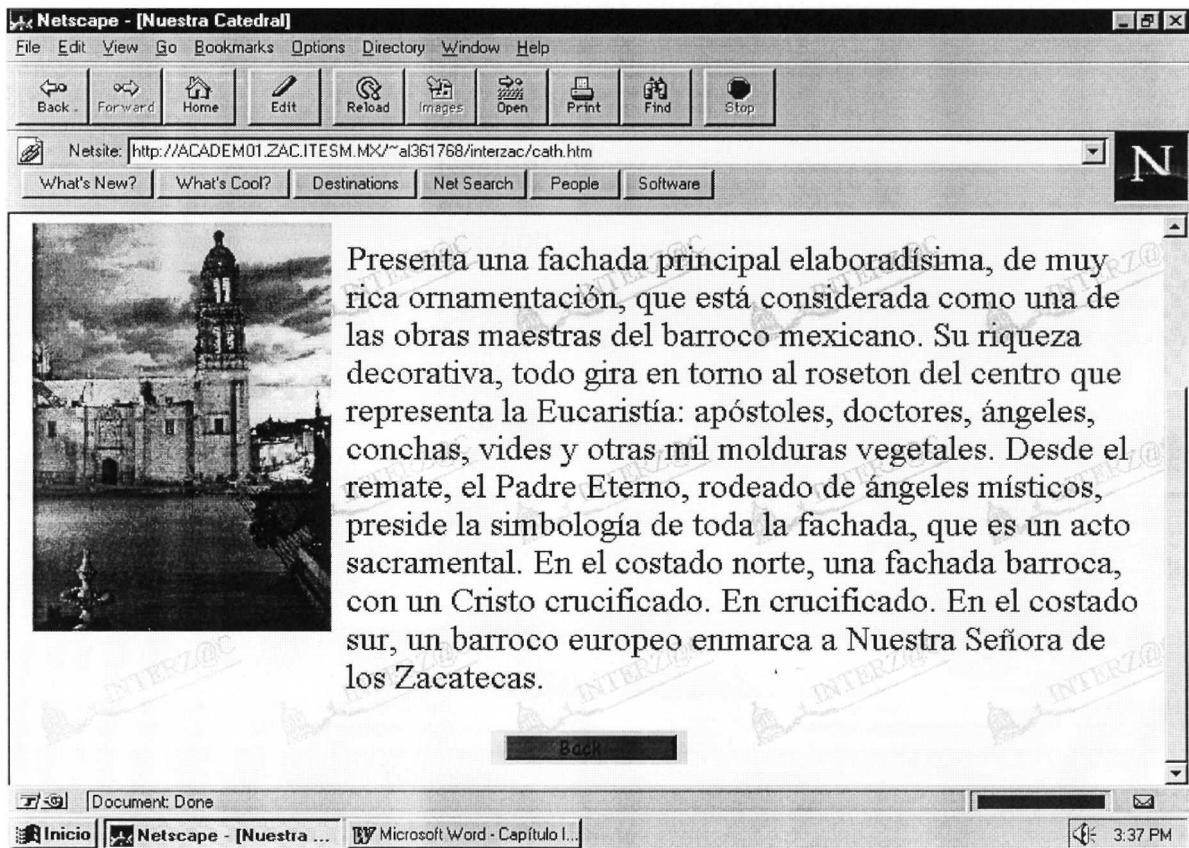 Netscape - [Nuestra Catedral]
File Edit View Go Bookmarks Options Directory Window Help
Back Forward Home Edit Reload Images Open Print Find Stop
Netsite: http://ACADEM01.ZAC.ITESM.MX/~al361768/interzac/cath.htm
N
What's New? What's Cool? Destinations Net Search People Software
Presenta una fachada principal elaboradísima, de muy
rica ornamentación, que está considerada como una de
las obras maestras del barroco mexicano. Su riqueza
decorativa, todo gira en torno al roseton del centro que
representa la Eucaristía: apóstoles, doctores, ángeles,
conchas, vides y otras mil molduras vegetales. Desde el
remate, el Padre Eterno, rodeado de ángeles místicos,
preside la simbología de toda la fachada, que es un acto
sacramental. En el costado norte, una fachada barroca,
con un Cristo crucificado. En crucificado. En el costado
sur, un barroco europeo enmarca a Nuestra Señora de
los Zacatecas.
INTERZ@C INTERZ@C INTERZ@C INTERZ@
Back
Document: Done
Inicio Netscape - [Nuestra ... Microsoft Word - Capítulo I... 3:37 PM